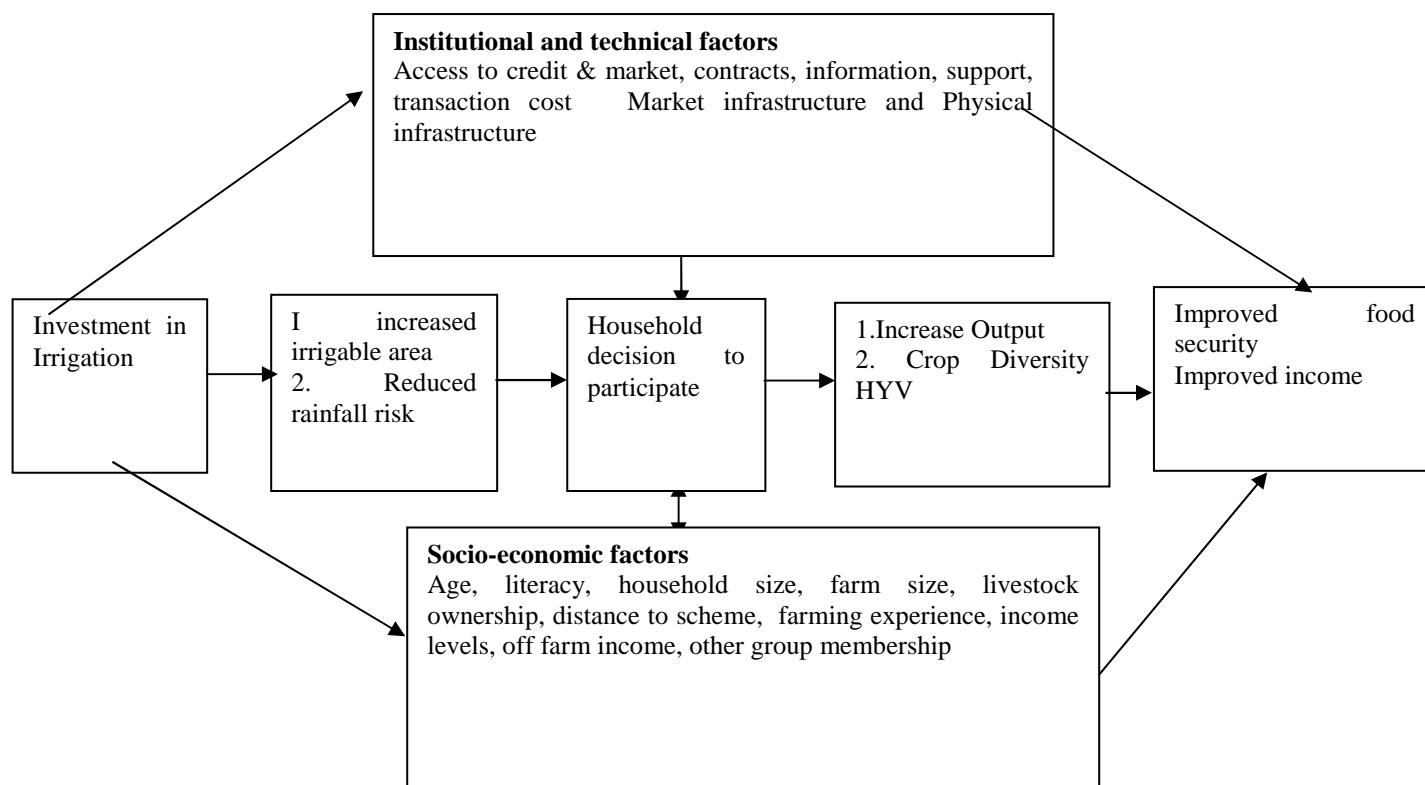 Institutional and technical factors
Access to credit & market, contracts, information, support,
transaction cost Market infrastructure and Physical
infrastructure
Investment in
Irrigation
I increased
irrigable area
2. Reduced
rainfall risk
Household
decision to
participate
1.Increase Output
2. Crop Diversity
HYV
Improved food
security
Improved income
Socio-economic factors
Age, literacy, household size, farm size, livestock
ownership, distance to scheme, farming experience, income
levels, off farm income, other group membership